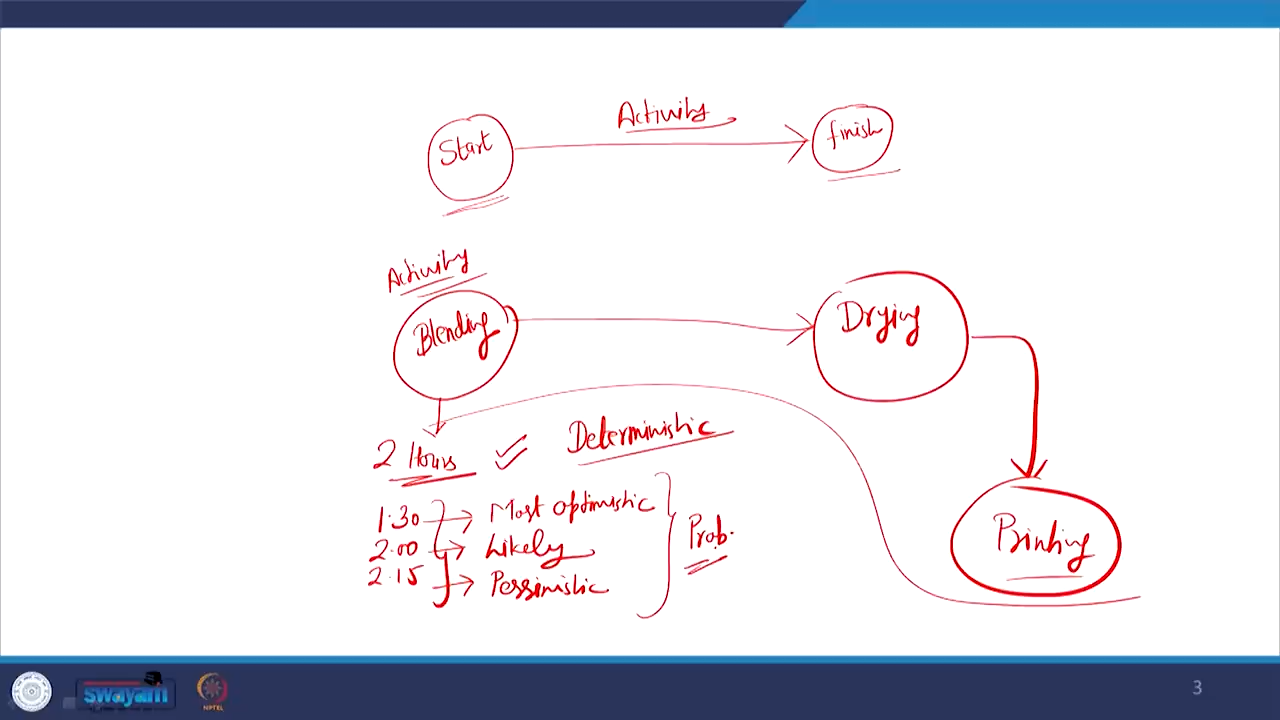 Activity
Start
finish
Activity
Blending
Drying
2 Hours
Deterministic
1.30 Most optimistic
2.00 Likely
2.15 Pessimistic
Prob.
Printing
swayam
NPTEL
3